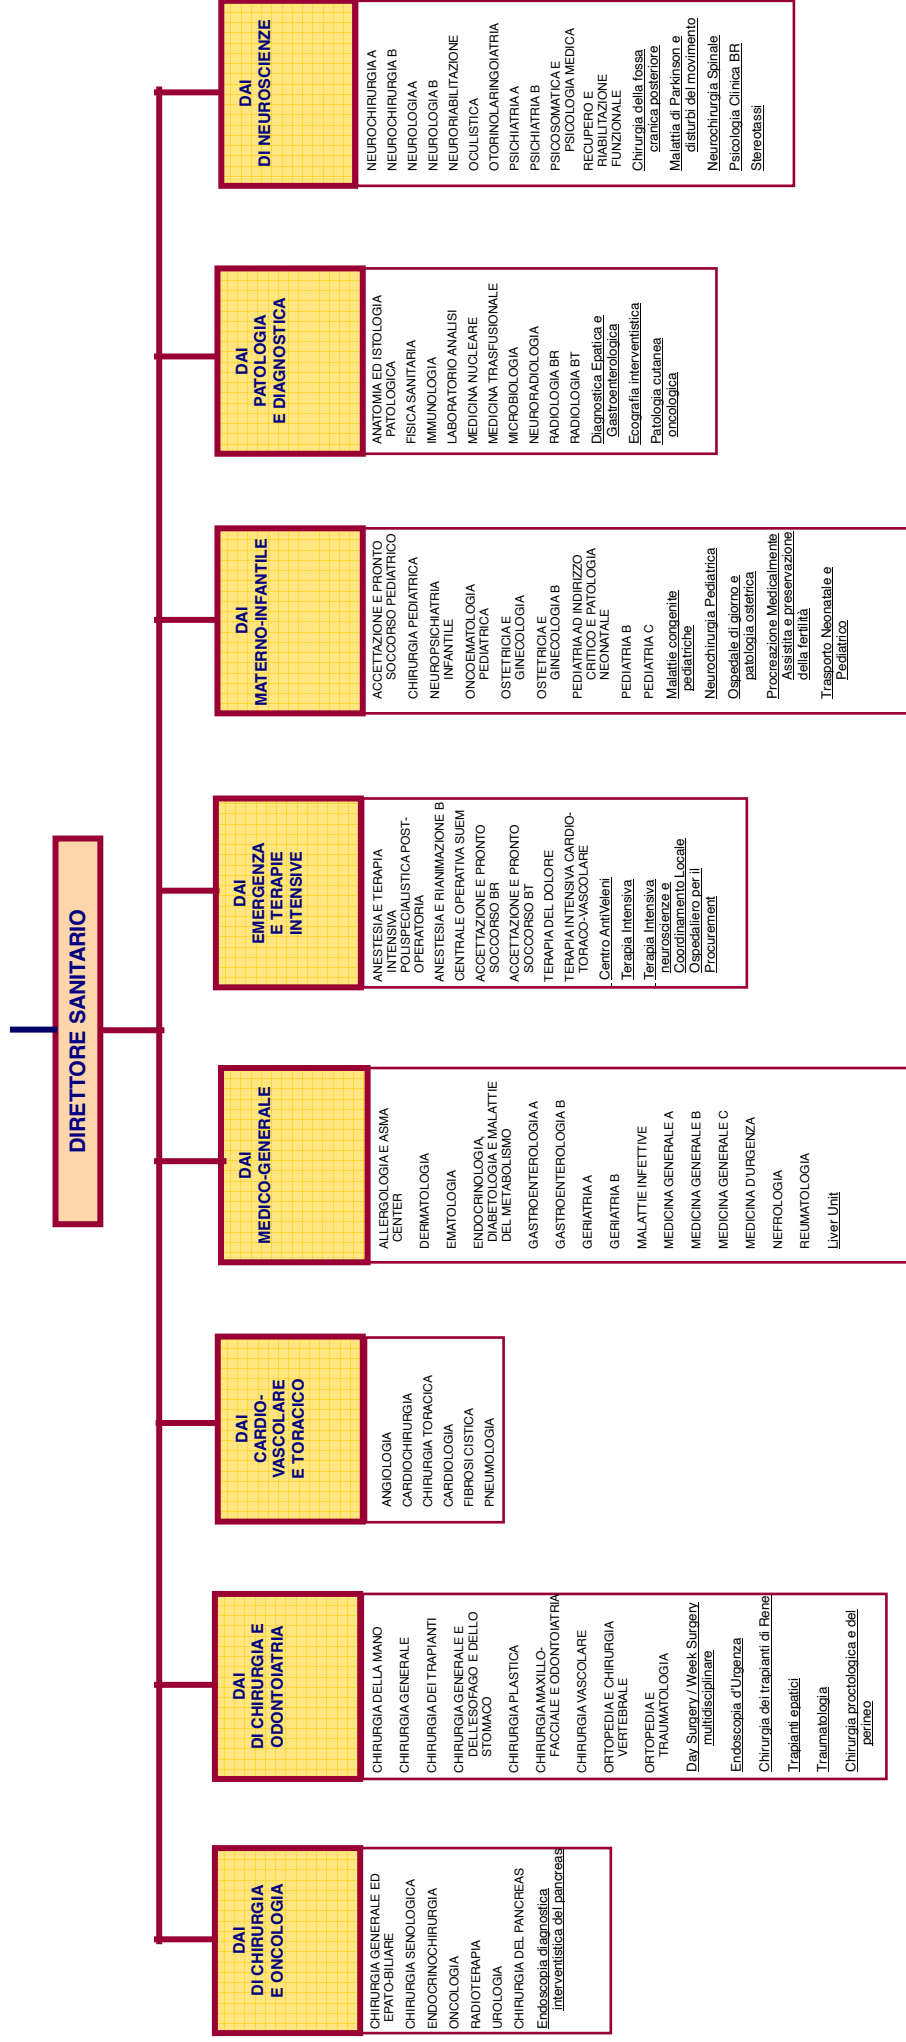 DIRETTORE SANITARIO
DAI
DI CHIRURGIA
E ONCOLOGIA
CHIRURGIA GENERALE ED
EPATO-BILIARE
CHIRURGIA SENOLOGICA
ENDOCRINOCHIRURGIA
ONCOLOGIA
RADIOTERAPIA
UROLOGIA
CHIRURGIA DEL PANCREAS
Endoscopia diagnostica
interventistica del pancreas
DAI
DI CHIRURGIA E
ODONTOIATRIA
CHIRURGIA DELLA MANO
CHIRURGIA GENERALE
CHIRURGIA DEI TRAPIANTI
CHIRURGIA GENERALE E
DELL'ESOFAGO E DELLO
STOMACO
CHIRURGIA PLASTICA
CHIRURGIA MAXILLO-
FACCIALE E ODONTOIATRIA
CHIRURGIA VASCOLARE
ORTOPEDIA E CHIRURGIA
VERTEBRALE
ORTOPEDIA E
TRAUMATOLOGIA
Day Surgery / Week Surgery
multidisciplinare
Endoscopia d'Urgenza
Chirurgia dei trapianti di Rene
Trapianti epatici
Traumatologia
Chirurgia proctologica e del
perineo
DAI
CARDIO-
VASCOLARE
E TORACICO
ANGIOLOGIA
CARDIOCHIRURGIA
CHIRURGIA TORACICA
CARDIOLOGIA
FIBROSI CISTICA
PNEUMOLOGIA
DAI
MEDICO-GENERALE
ALLERGOLOGIA E ASMA
CENTER
DERMATOLOGIA
EMATOLOGIA
ENDOCRINOLOGIA,
DIABETOLOGIA E MALATTIE
DEL METABOLISMO
GASTROENTEROLOGIA A
GASTROENTEROLOGIA B
GERIATRIA A
GERIATRIA B
MALATTIE INFETTIVE
MEDICINA GENERALE A
MEDICINA GENERALE B
MEDICINA GENERALE C
MEDICINA D'URGENZA
NEFROLOGIA
REUMATOLOGIA
Liver Unit
DAI
EMERGENZA
E TERAPIE
INTENSIVE
ANESTESIA E TERAPIA
INTENSIVA
POLISPECIALISTICA POST-
OPERATORIA
ANESTESIA E RIANIMAZIONE B
CENTRALE OPERATIVA SUEM
ACCETTAZIONE E PRONTO
SOCCORSO BR
ACCETTAZIONE E PRONTO
SOCCORSO BT
TERAPIA DEL DOLORE
TERAPIA INTENSIVA CARDIO-
TORACO-VASCOLARE
Centro AntiVeleni
Terapia Intensiva
Terapia Intensiva
neuroscienze e
Coordinamento Locale
Ospedaliero per il
Procurement
DAI
MATERNO-INFANTILE
ACCETTAZIONE E PRONTO
SOCCORSO PEDIATRICO
CHIRURGIA PEDIATRICA
NEUROPSICHIATRIA
INFANTILE
ONCOEMATOLOGIA
PEDIATRICA
OSTETRICIA E
GINECOLOGIA
OSTETRICIA E
GINECOLOGIA B
PEDIATRIA AD INDIRIZZO
CRITICO E PATOLOGIA
NEONATALE
PEDIATRIA B
PEDIATRIA C
Malattie congenite
pediatriche
Neurochirurgia Pediatrica
Ospedale di giorno e
patologia ostetrica
Procreazione Medicalmente
Assistita e preservazione
della fertilità
Trasporto Neonatale e
Pediatrico
DAI
PATOLOGIA
E DIAGNOSTICA
ANATOMIA ED ISTOLOGIA
PATOLOGICA
FISICA SANITARIA
IMMUNOLOGIA
LABORATORIO ANALISI
MEDICINA NUCLEARE
MEDICINA TRASFUSIONALE
MICROBIOLOGIA
NEURORADIOLOGIA
RADIOLOGIA BR
RADIOLOGIA BT
Diagnostica Epatica e
Gastroenterologica
Ecografia interventistica
Patologia cutanea
oncologica
DAI
DI NEUROSCIENZE
NEUROCHIRURGIA A
NEUROCHIRURGIA B
NEUROLOGIA A
NEUROLOGIA B
NEURORIABILITAZIONE
OCULISTICA
OTORINOLARINGOIATRIA
PSICHIATRIA A
PSICHIATRIA B
PSICOSOMATICA E
PSICOLOGIA MEDICA
RECUPERO E
RIABILITAZIONE
FUNZIONALE
Chirurgia della fossa
cranica posteriore
Malattia di Parkinson e
disturbi del movimento
Neurochirurgia Spinale
Psicologia Clinica BR
Stereotassi